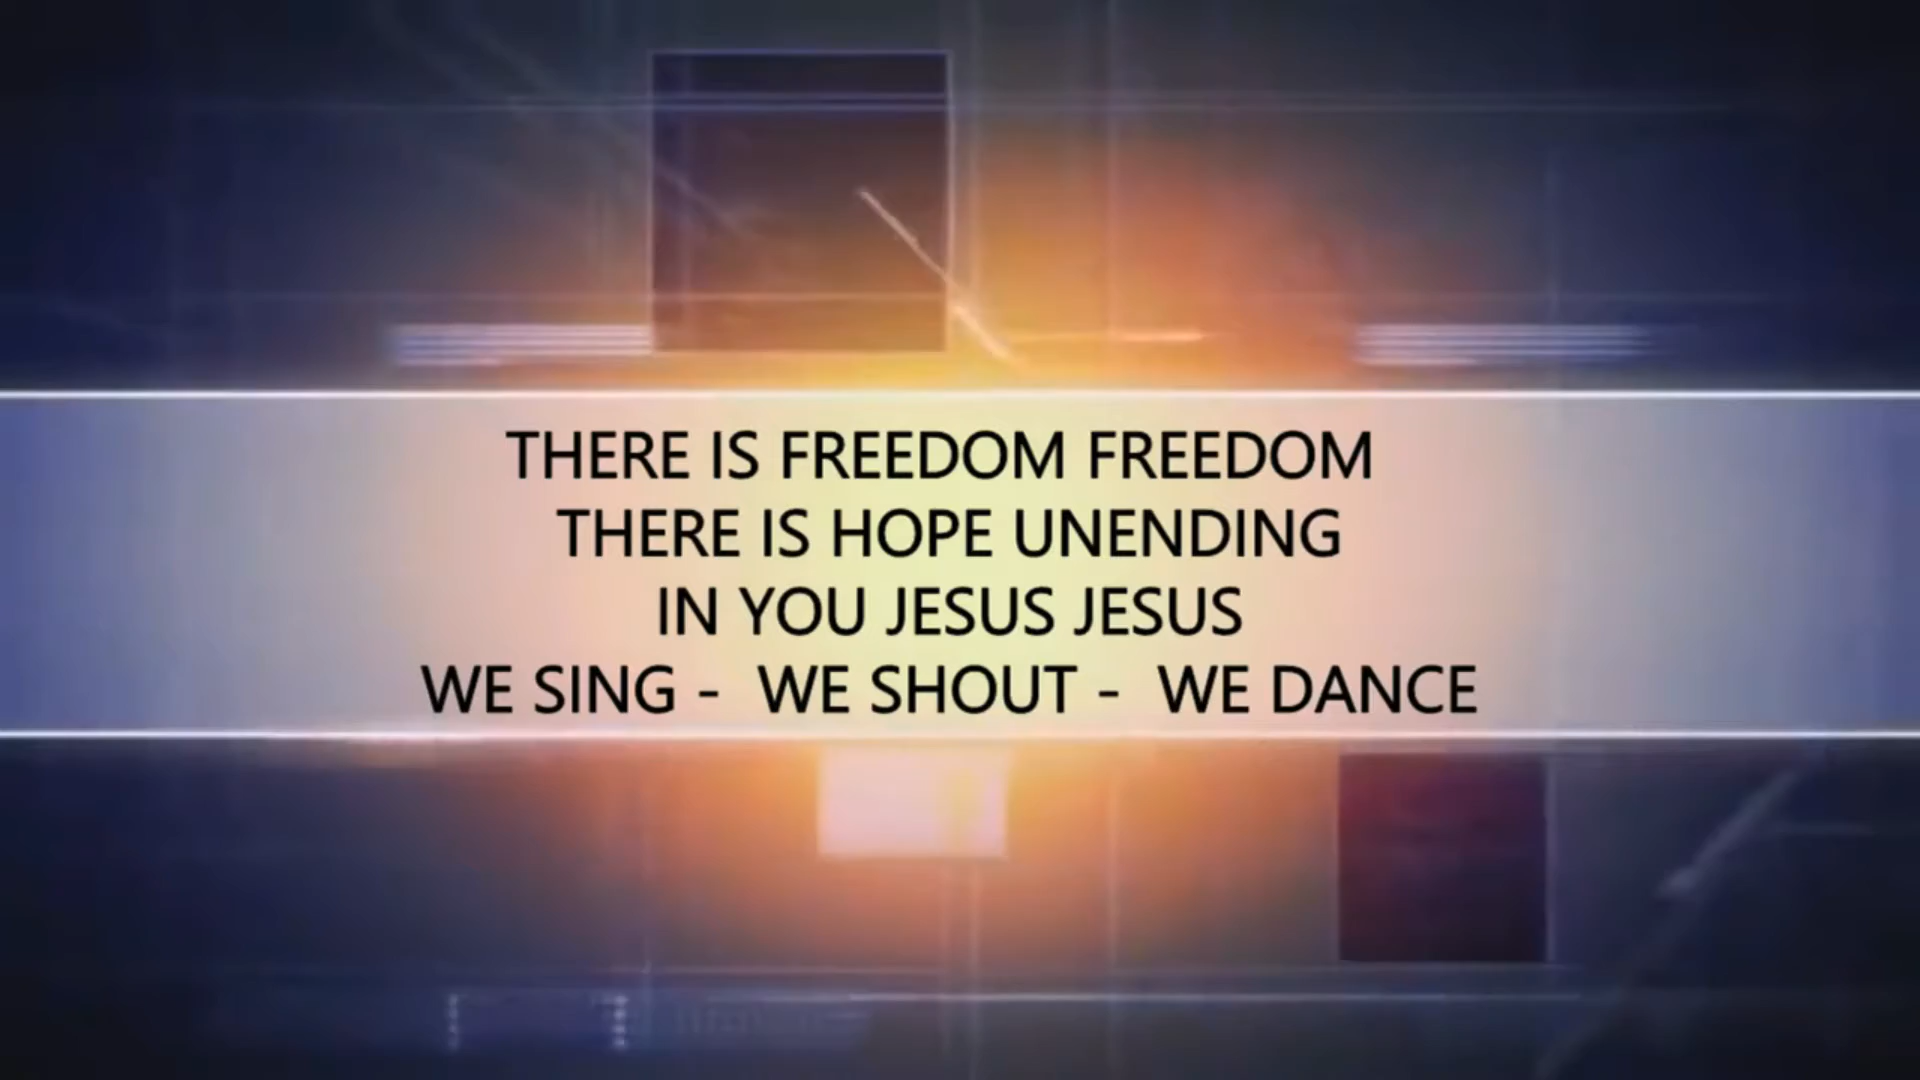 THERE IS FREEDOM FREEDOM
THERE IS HOPE UNENDING
IN YOU JESUS JESUS
WE SING -  WE SHOUT -  WE DANCE